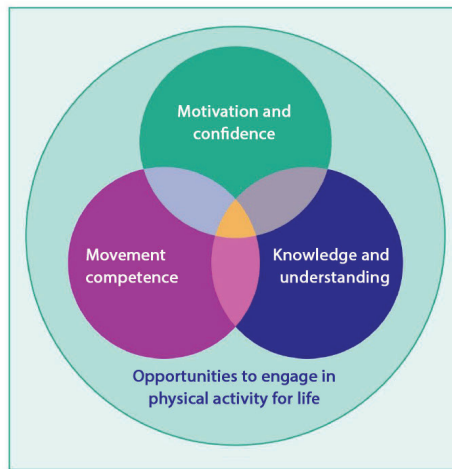 Motivation and
confidence
Movement
competence
Knowledge and
understanding
Opportunities to engage in
physical activity for life